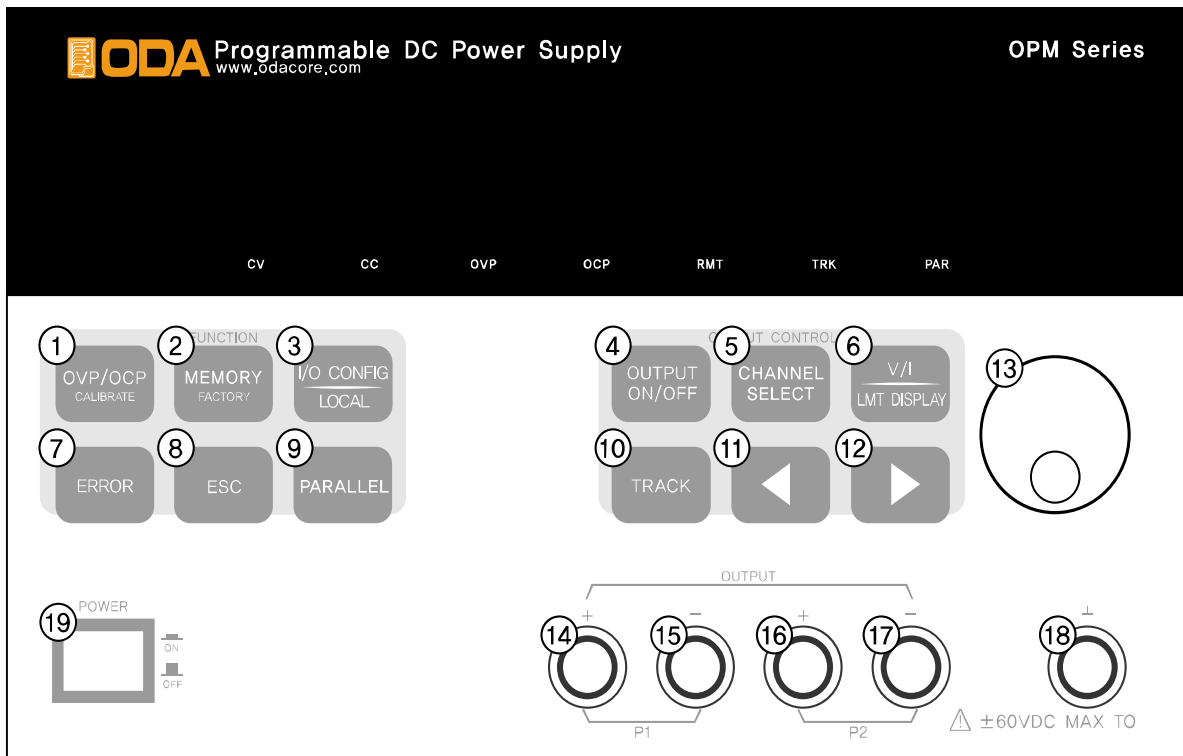 ODA Programmable DC Power Supply
www.odacore.com
OPM Series
CV CC OVP OCP RMT TRK PAR
FUNCTION
1 2 3
OVP/OCP
CALIBRATE
MEMORY
FACTORY
I/O CONFIG
LOCAL
7 8 9
ERROR
ESC
PARALLEL
OUTPUT CONTROL
4 5 6
OUTPUT
ON/OFF
CHANNEL
SELECT
V/I
LMT DISPLAY
10 11 12
TRACK
13
POWER
19
ON
OFF
OUTPUT
+ - + -
14 15 16 17
P1 P2
18
±60VDC MAX TO